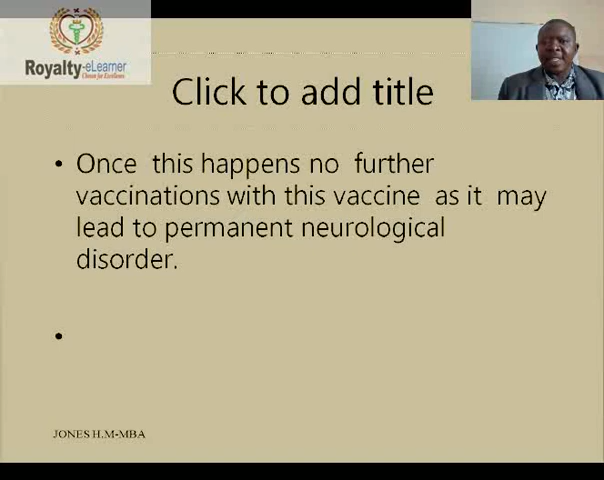 Royalty-eLearner
Chosen for Excellence
Click to add title
• Once this happens no further
vaccinations with this vaccine as it may
lead to permanent neurological
disorder.
•
JONES H.M-MBA